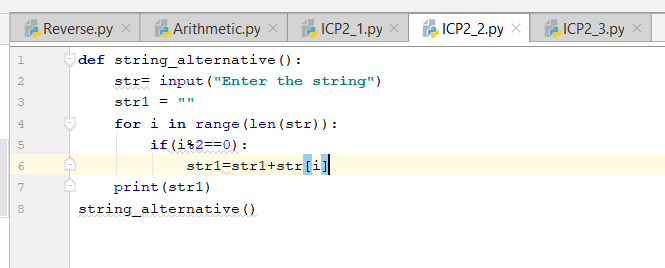 Reverse.py × Arithmetic.py × ICP2_1.py × ICP2_2.py × ICP2_3.py ×
1 def string_alternative():
2     str= input("Enter the string")
3     str1 = ""
4     for i in range(len(str)):
5         if(i%2==0):
6             str1=str1+str[i]
7     print(str1)
8 string_alternative()